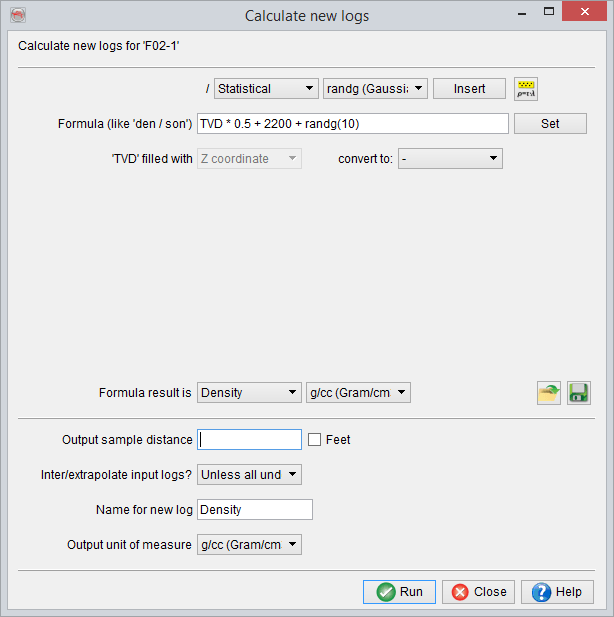 Calculate new logs
Calculate new logs for 'F02-1'
/ Statistical randg (Gaussi Insert
Formula (like 'den / son') TVD * 0.5 + 2200 + randg(10) Set
'TVD' filled with Z coordinate convert to: -
Formula result is Density g/cc (Gram/cm
Output sample distance Feet
Inter/extrapolate input logs? Unless all und
Name for new log Density
Output unit of measure g/cc (Gram/cm
Run Close Help